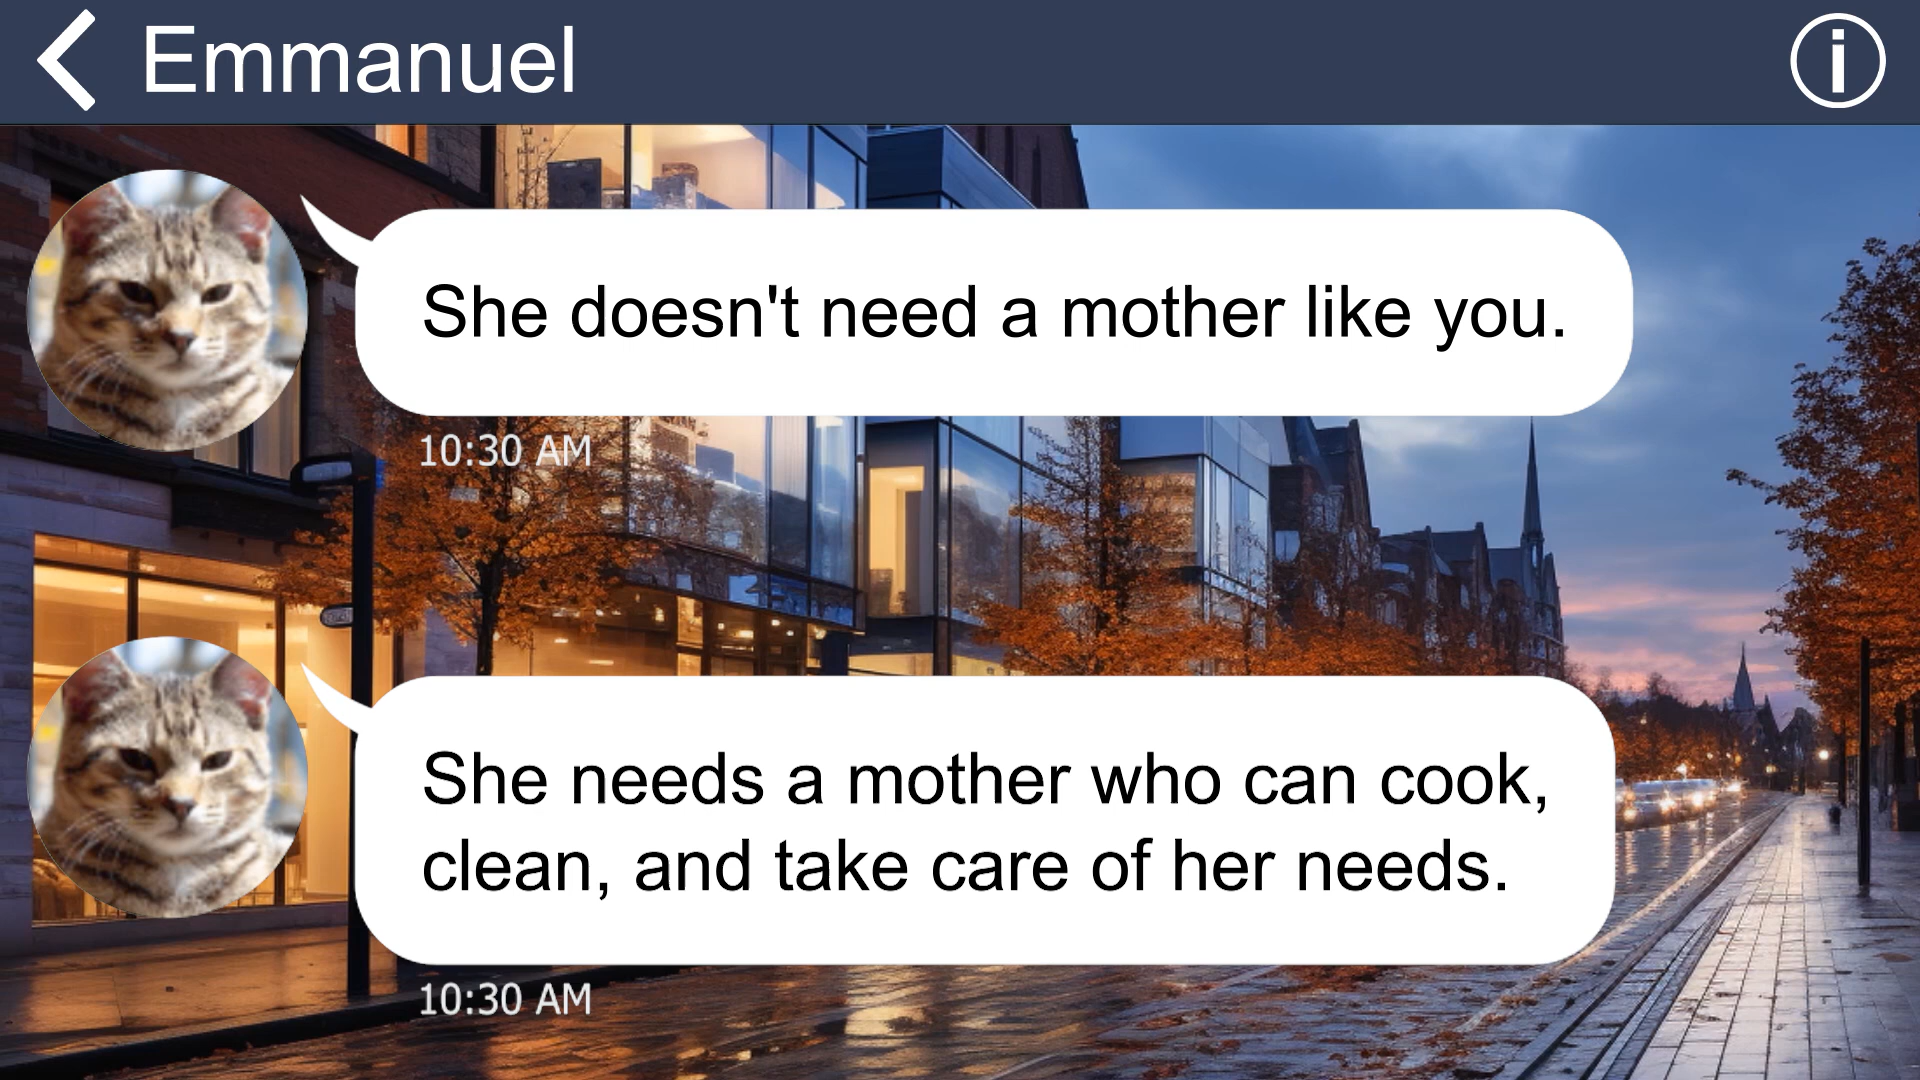 Emmanuel
She doesn't need a mother like you.
10:30 AM
She needs a mother who can cook,
clean, and take care of her needs.
10:30 AM